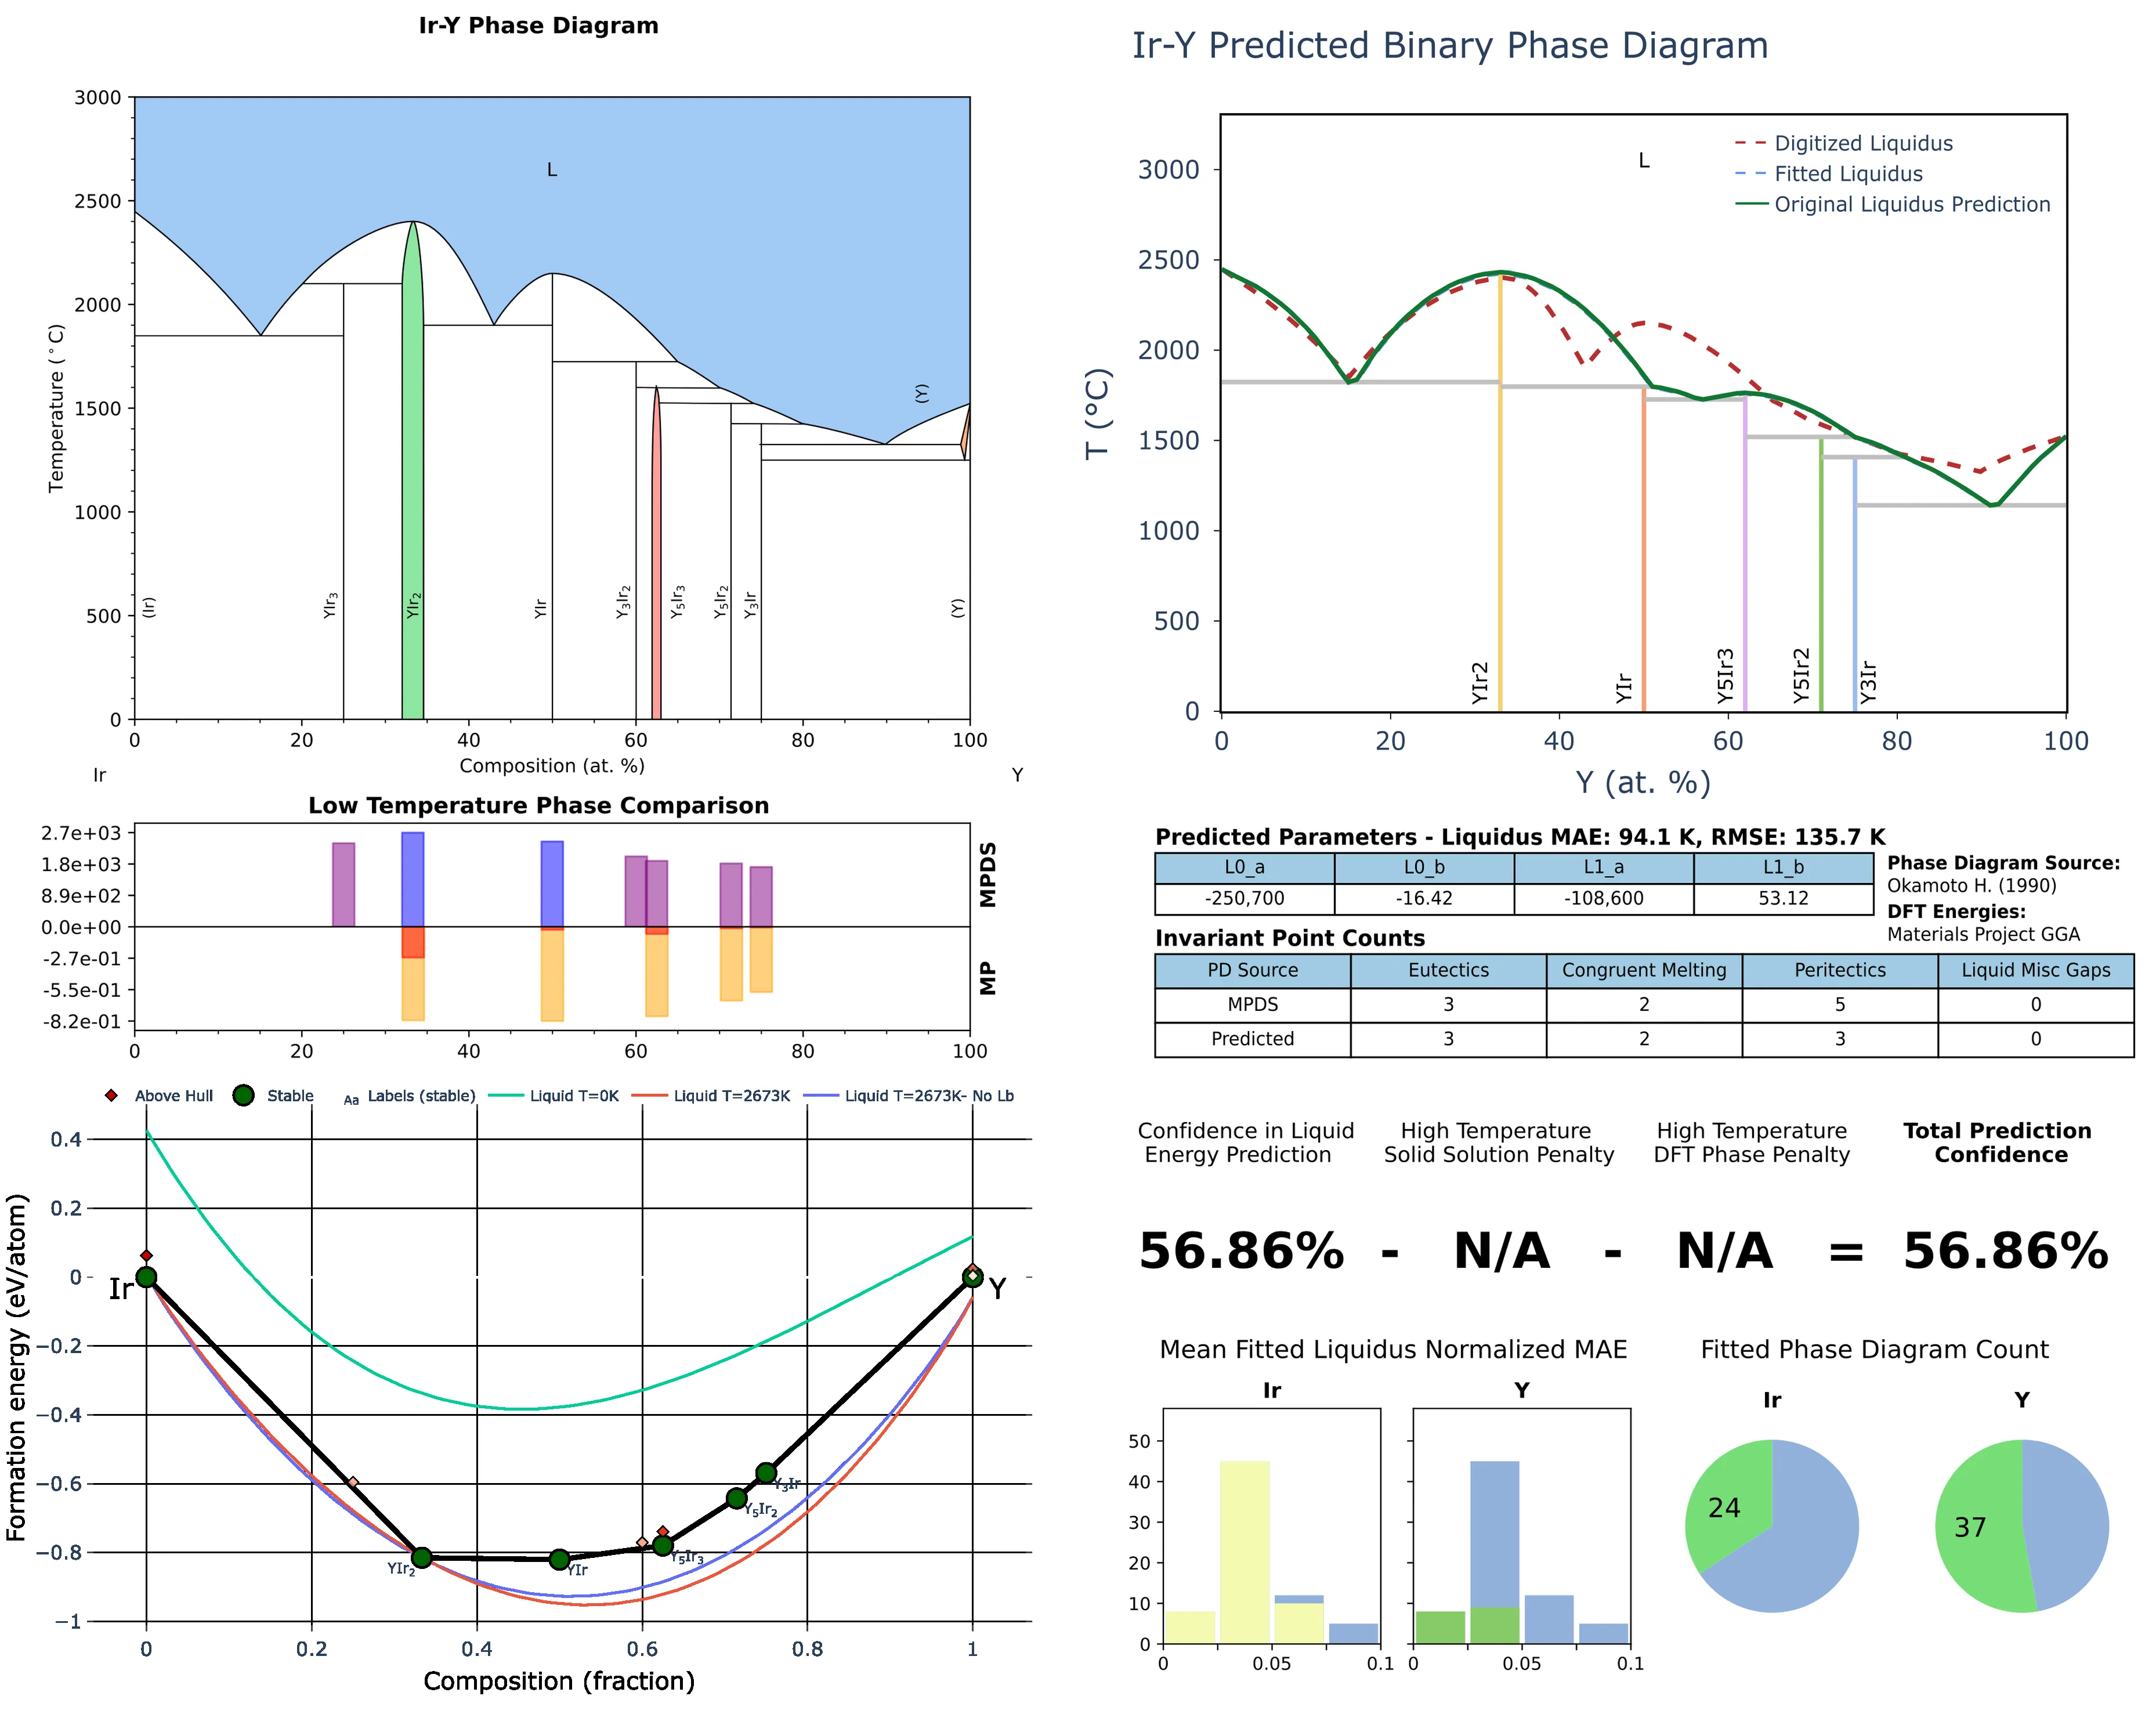 Ir-Y Phase Diagram
3000
2500
2000
1500
1000
500
0
Temperature (°C)
L
(Y)
(Ir)
YIr3
YIr2
YIr
Y3Ir2
Y5Ir3
Y5Ir2
Y3Ir
(Y)
0 20 40 60 80 100
Composition (at. %)
Ir Y
Low Temperature Phase Comparison
2.7e+03
1.8e+03
8.9e+02
0.0e+00
-2.7e-01
-5.5e-01
-8.2e-01
MPDS
MP
0 20 40 60 80 100
Above Hull Stable Aa Labels (stable) Liquid T=0K Liquid T=2673K Liquid T=2673K- No Lb
0.4
0.2
0
−0.2
−0.4
−0.6
−0.8
−1
Formation energy (eV/atom)
Ir
Y
YIr2
YIr
Y5Ir3
Y5Ir2
Y3Ir
0 0.2 0.4 0.6 0.8 1
Composition (fraction)
Ir-Y Predicted Binary Phase Diagram
L
Digitized Liquidus
Fitted Liquidus
Original Liquidus Prediction
3000
2500
2000
1500
1000
500
0
T (°C)
YIr2
YIr
Y5Ir3
Y5Ir2
Y3Ir
0 20 40 60 80 100
Y (at. %)
Predicted Parameters - Liquidus MAE: 94.1 K, RMSE: 135.7 K
L0_a L0_b L1_a L1_b
-250,700 -16.42 -108,600 53.12
Phase Diagram Source:
Okamoto H. (1990)
DFT Energies:
Materials Project GGA
Invariant Point Counts
PD Source Eutectics Congruent Melting Peritectics Liquid Misc Gaps
MPDS 3 2 5 0
Predicted 3 2 3 0
Confidence in Liquid
Energy Prediction
High Temperature
Solid Solution Penalty
High Temperature
DFT Phase Penalty
Total Prediction
Confidence
56.86% - N/A - N/A = 56.86%
Mean Fitted Liquidus Normalized MAE
Ir Y
50
40
30
20
10
0
0 0.05 0.1
0 0.05 0.1
Fitted Phase Diagram Count
Ir Y
24
37